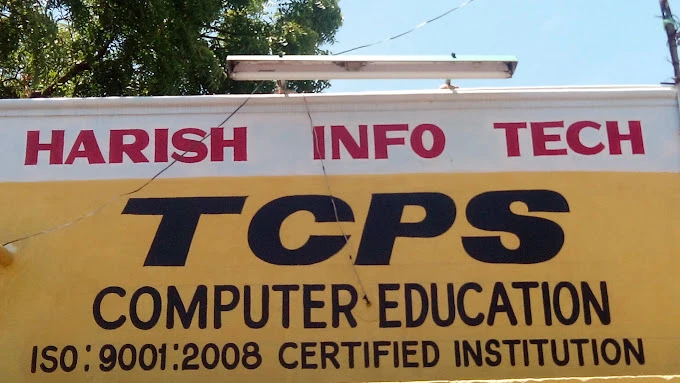 HARISH INFO TECH
TCPS
COMPUTER EDUCATION
ISO:9001:2008 CERTIFIED INSTITUTION